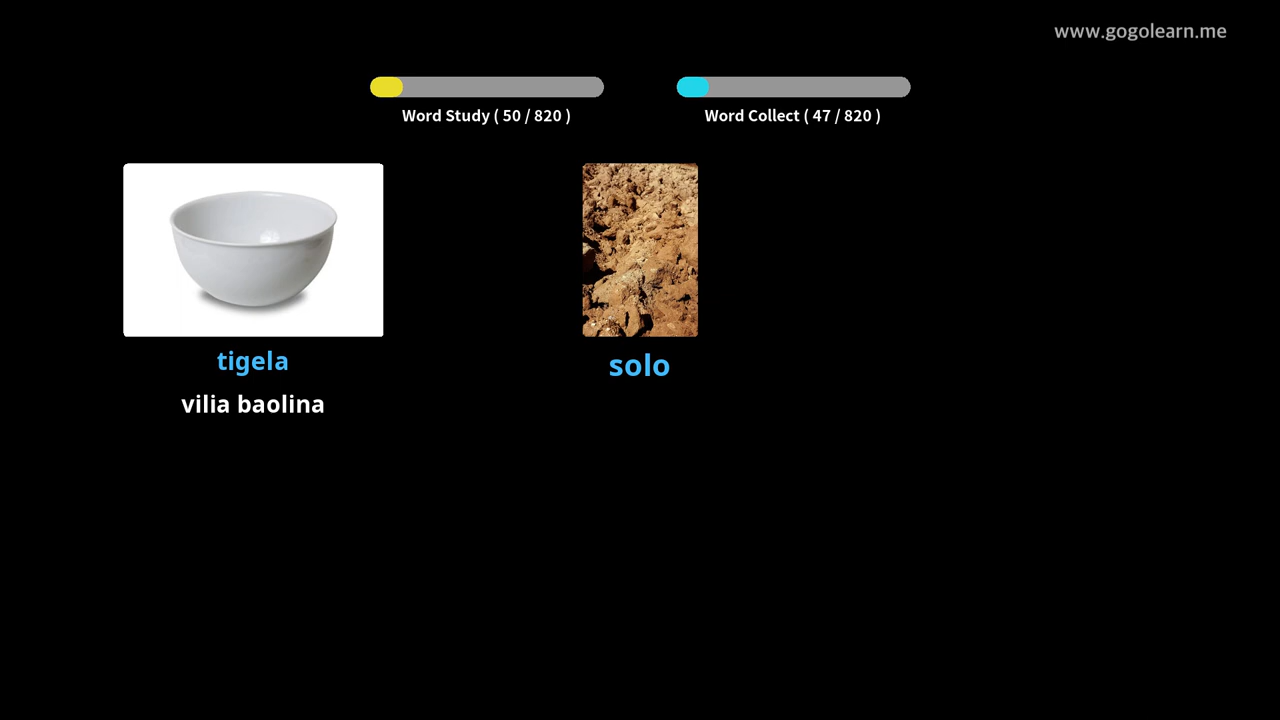 www.gogolearn.me
Word Study ( 50 / 820 )
Word Collect ( 47 / 820 )
tigela
vilia baolina
solo